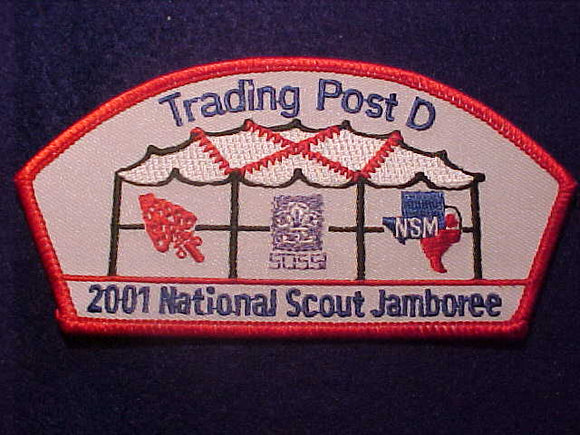 Trading Post D
NSM
2001 National Scout Jamboree